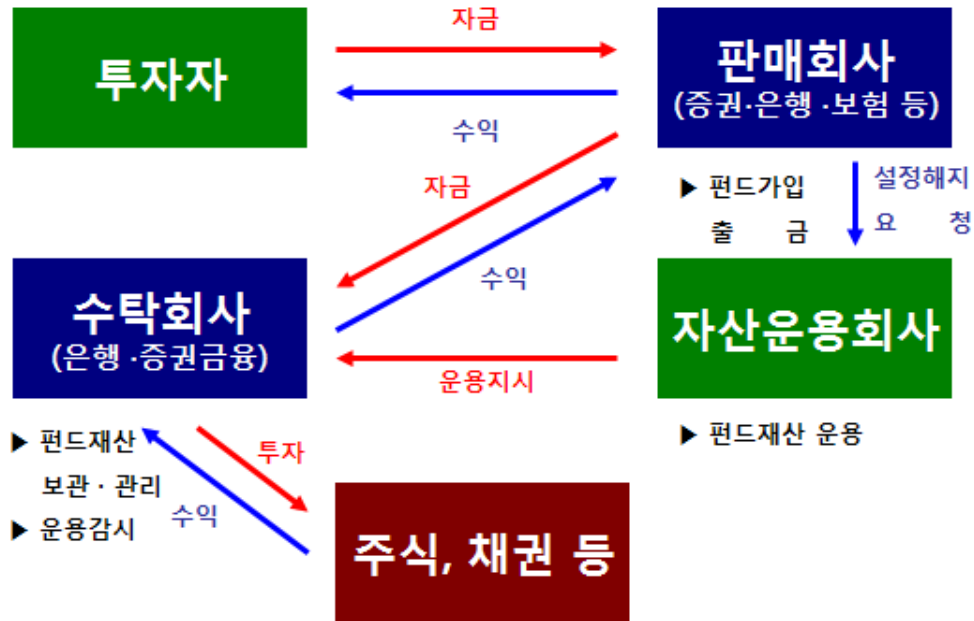 자금
투자자
판매회사
(증권·은행 ·보험 등)
수익
자금
▶ 펀드가입
출 금
설정해지
요 청
수익
수탁회사
(은행 ·증권금융)
자산운용회사
운용지시
▶ 펀드재산
보관 · 관리
▶ 운용감시
투자
수익
▶ 펀드재산 운용
주식, 채권 등